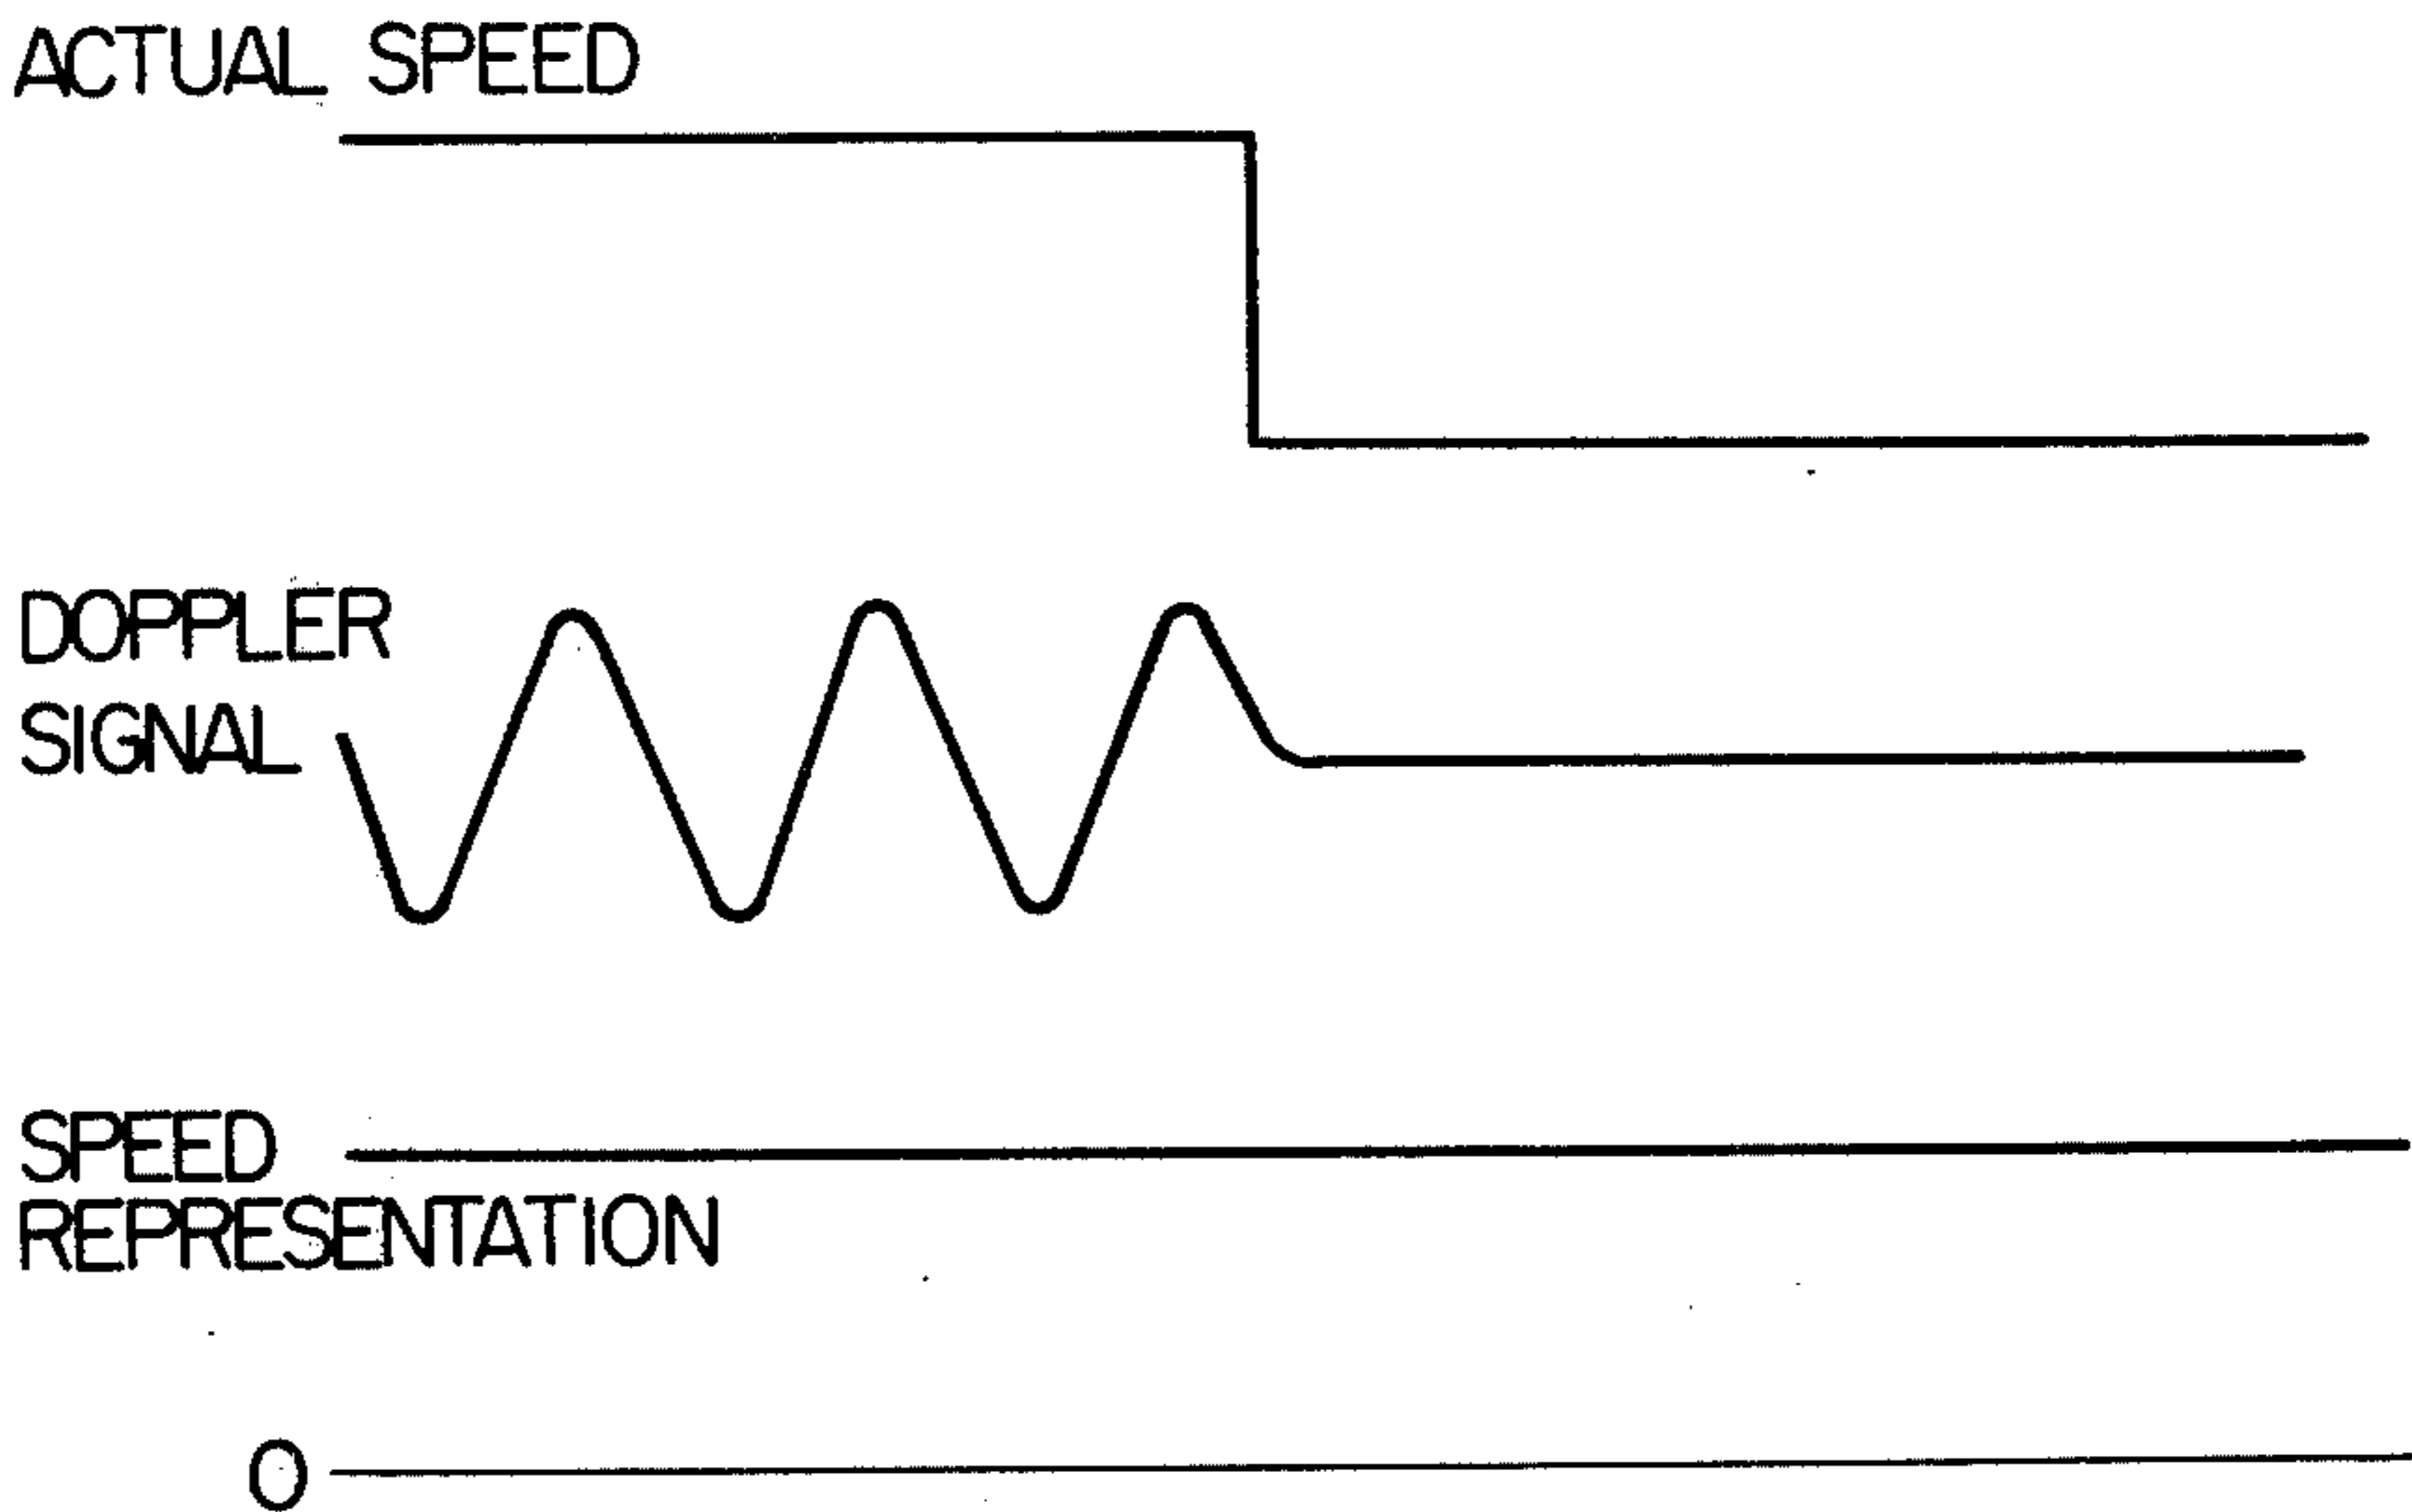 ACTUAL SPEED
DOPPLER
SIGNAL
SPEED
REPRESENTATION
0